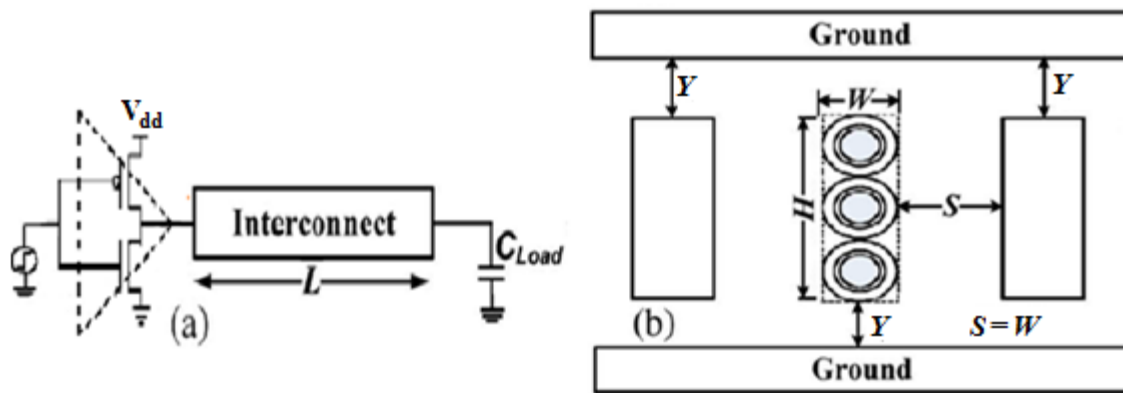 V_dd
Interconnect
C_Load
L
(a)
Ground
Y
Y
W
H
S
Y
(b)
S=W
Ground